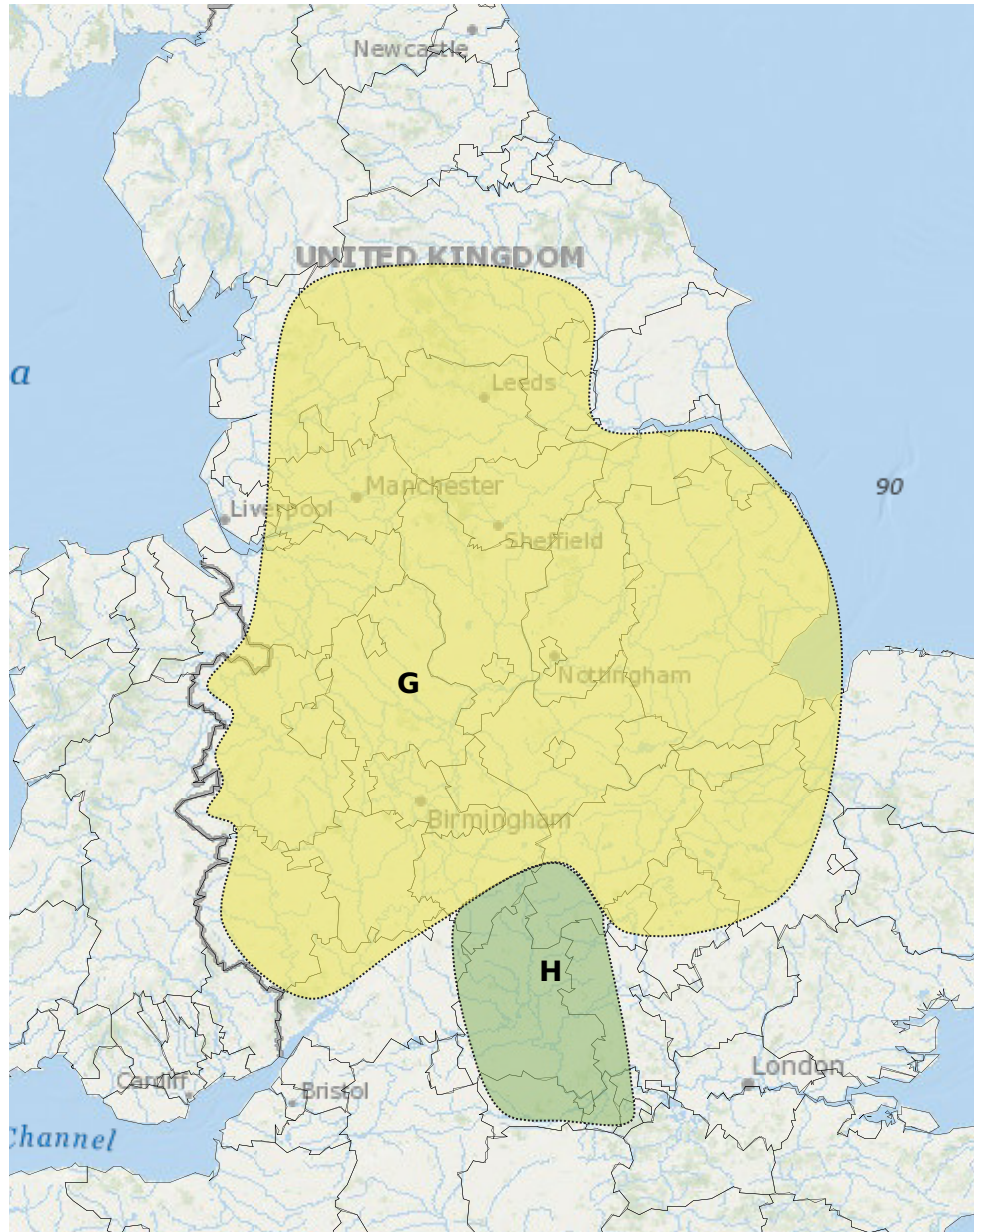 Newcastle
UNITED KINGDOM
a
Leeds
Manchester
90
Liverpool
Sheffield
Nottingham
G
Birmingham
H
London
Cardiff
Bristol
Channel